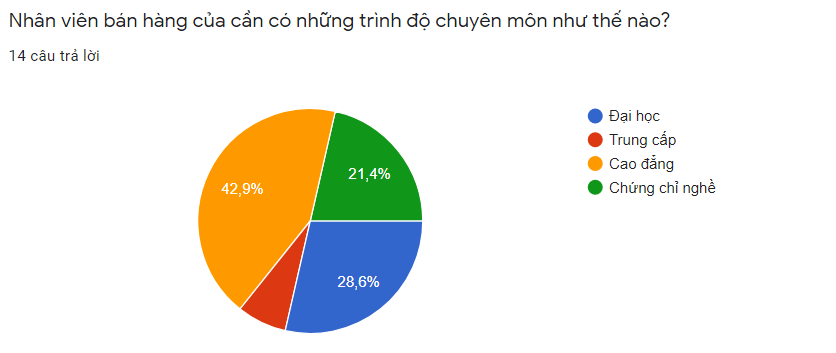 Nhân viên bán hàng của cần có những trình độ chuyên môn như thế nào?
14 câu trả lời
Đại học
Trung cấp
Cao đẳng
Chứng chỉ nghề
21,4%
42,9%
28,6%